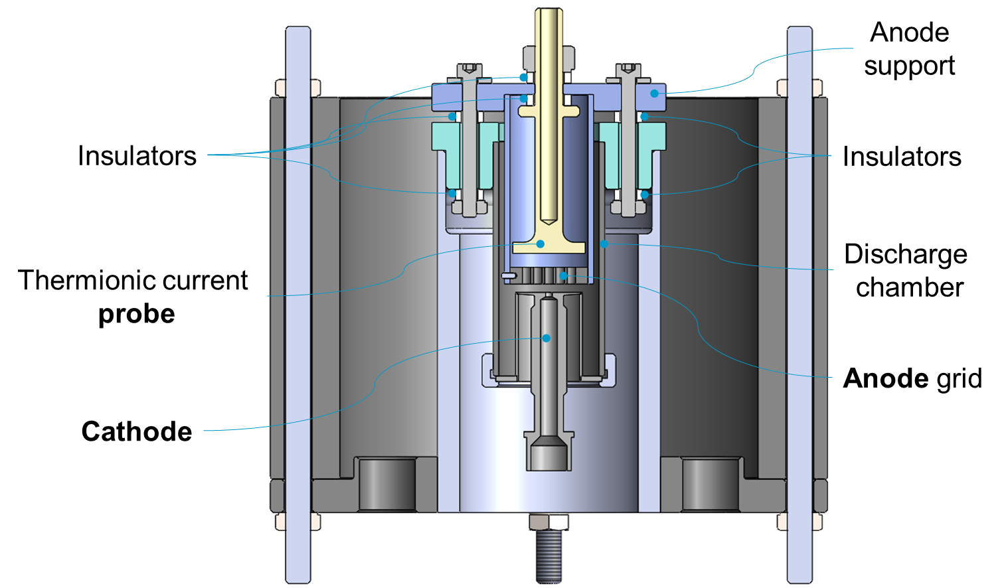 Anode
support
Insulators
Insulators
Discharge
chamber
Thermionic current
probe
Anode grid
Cathode